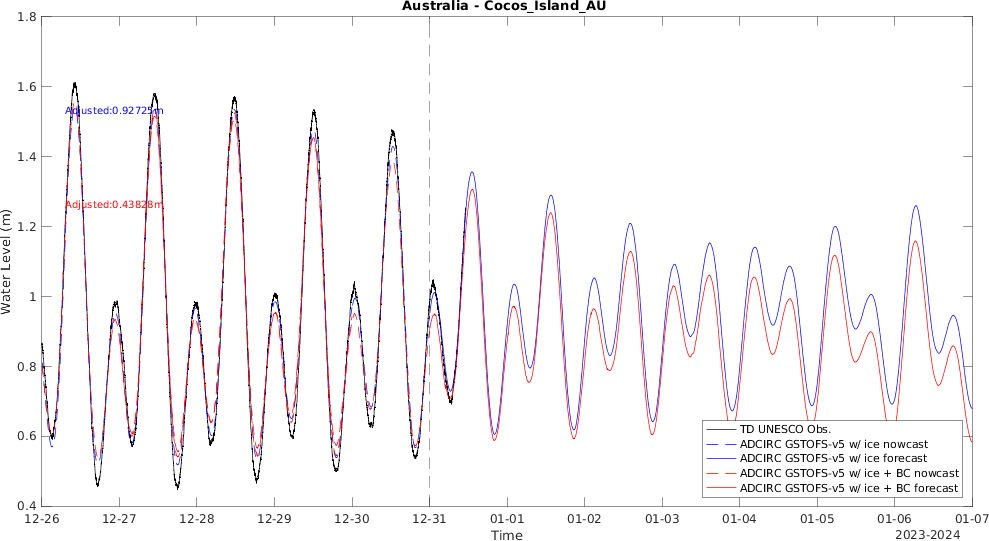 Australia - Cocos_Island_AU
1.8
1.6
1.4
1.2
1
0.8
0.6
0.4
Water Level (m)
Adjusted:0.92725m
Adjusted:0.43828m
TD UNESCO Obs.
ADCIRC GSTOFS-v5 w/ ice nowcast
ADCIRC GSTOFS-v5 w/ ice forecast
ADCIRC GSTOFS-v5 w/ ice + BC nowcast
ADCIRC GSTOFS-v5 w/ ice + BC forecast
12-26 12-27 12-28 12-29 12-30 12-31 01-01 01-02 01-03 01-04 01-05 01-06 01-07
Time
2023-2024